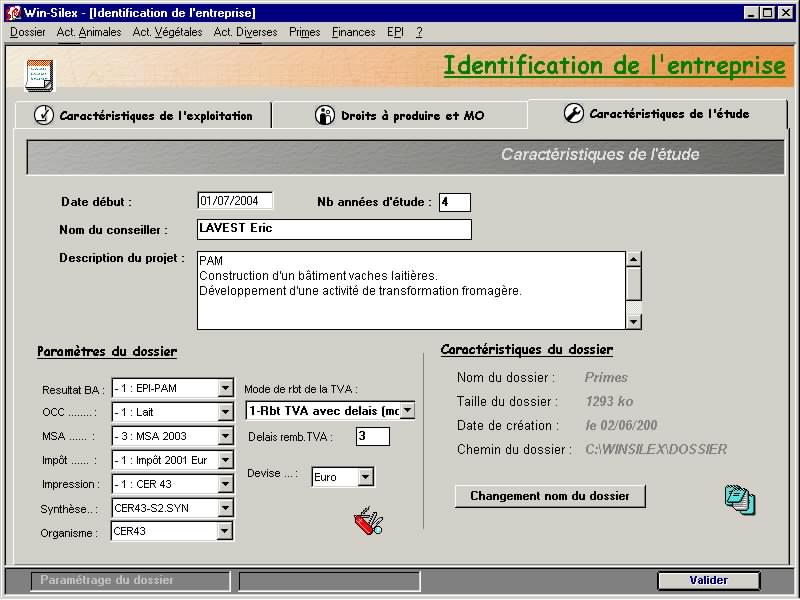 Win-Silex - [Identification de l'entreprise]
Dossier Act. Animales Act. Végétales Act. Diverses Primes Finances EPI ?
Identification de l'entreprise
Caractéristiques de l'exploitation Droits à produire et MO Caractéristiques de l'étude
Caractéristiques de l'étude
Date début : 01/07/2004 Nb années d'étude : 4
Nom du conseiller : LAVEST Eric
Description du projet : PAM
Construction d'un bâtiment vaches laitières.
Développement d'une activité de transformation fromagère.
Paramètres du dossier
Resultat BA : - 1 : EPI-PAM
OCC ........ : - 1 : Lait
MSA ...... : - 3 : MSA 2003
Impôt ...... : - 1 : Impôt 2001 Eur
Impression : - 1 : CER 43
Synthèse.. : CER43-S2.SYN
Organisme : CER43
Mode de rbt de la TVA :
1-Rbt TVA avec delais (mo
Delais remb.TVA : 3
Devise ... : Euro
Caractéristiques du dossier
Nom du dossier : Primes
Taille du dossier : 1293 ko
Date de création : le 02/06/200
Chemin du dossier : C:\WINSILEX\DOSSIER
Changement nom du dossier
Paramétrage du dossier
Valider